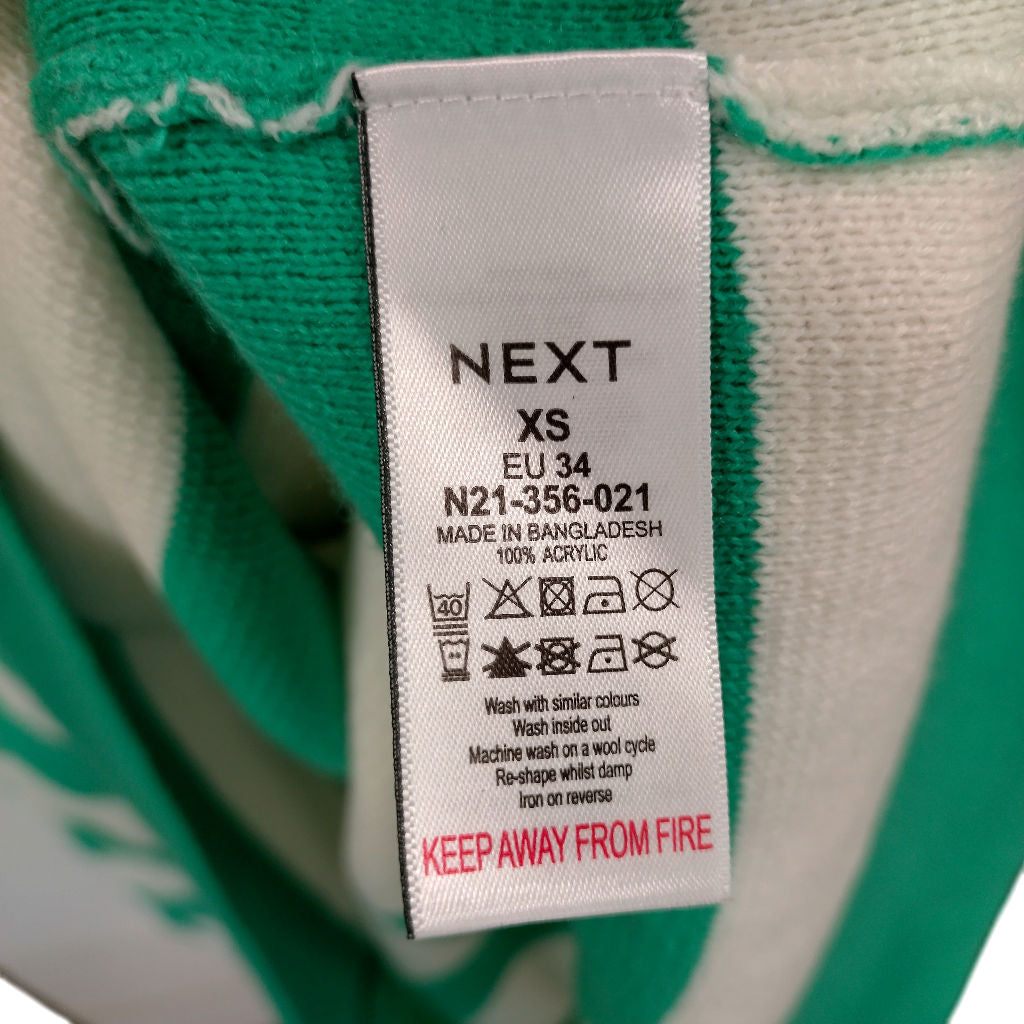 NEXT
XS
EU 34
N21-356-021
MADE IN BANGLADESH
100% ACRYLIC
40
Wash with similar colours
Wash inside out
Machine wash on a wool cycle
Re-shape whilst damp
Iron on reverse
KEEP AWAY FROM FIRE